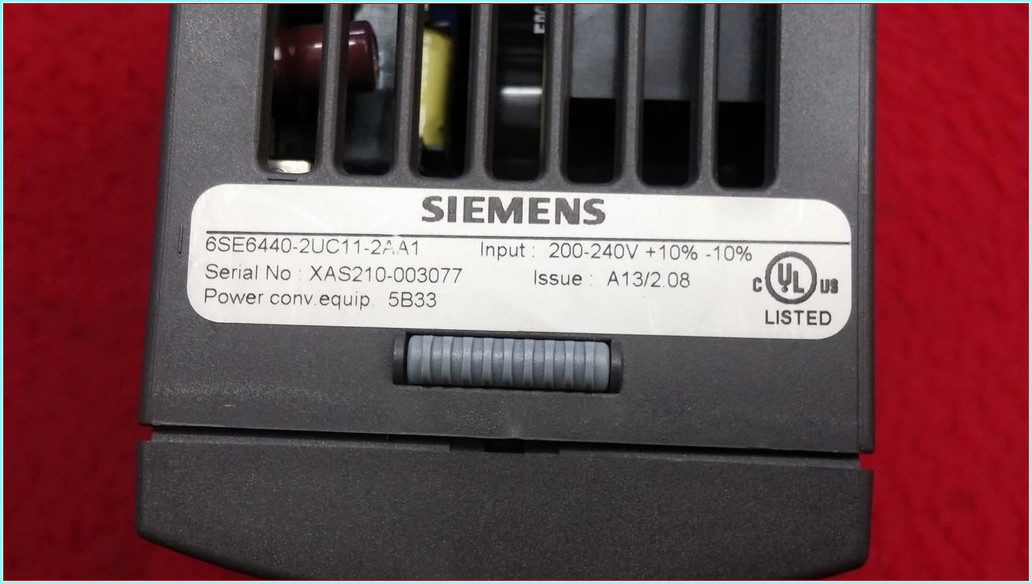 SIEMENS
6SE6440-2UC11-2AA1 Input : 200-240V +10% -10%
Serial No : XAS210-003077 Issue : A13/2.08
Power conv.equip. 5B33
C UL US
LISTED